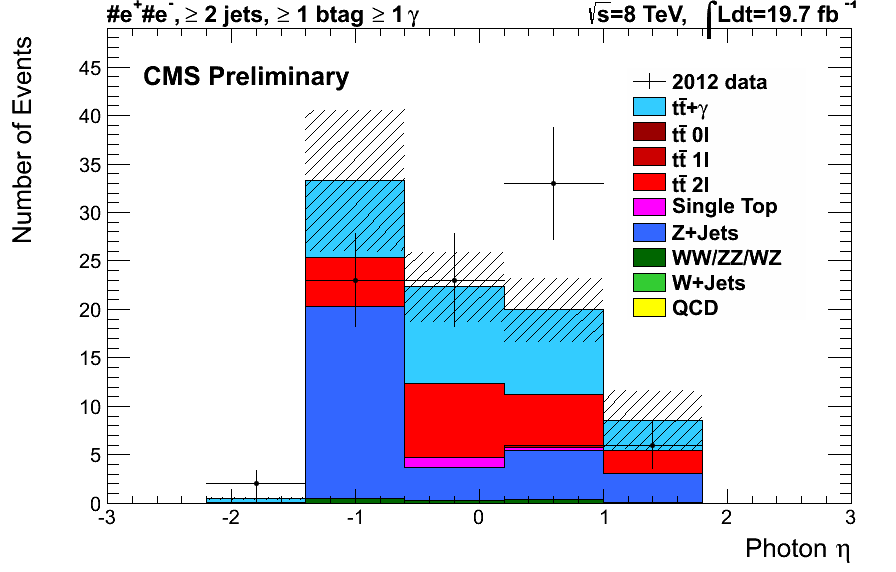 #e⁺#e⁻, ≥ 2 jets, ≥ 1 btag ≥ 1 γ
√s=8 TeV, ∫Ldt=19.7 fb⁻¹
CMS Preliminary
2012 data
tt̄+γ
tt̄ 0l
tt̄ 1l
tt̄ 2l
Single Top
Z+Jets
WW/ZZ/WZ
W+Jets
QCD
Number of Events
45
40
35
30
25
20
15
10
5
0
-3 -2 -1 0 1 2 3
Photon η